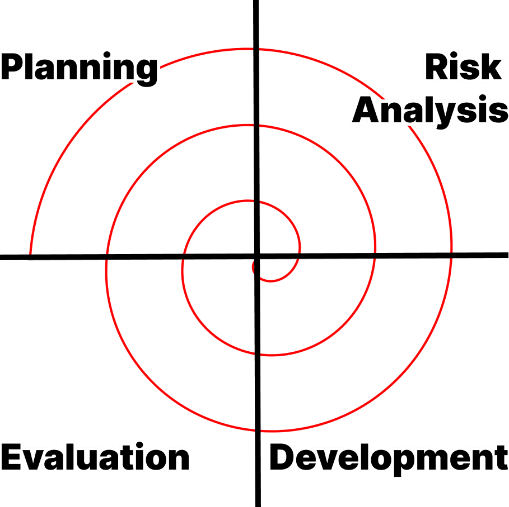 Planning
Risk
Analysis
Evaluation
Development